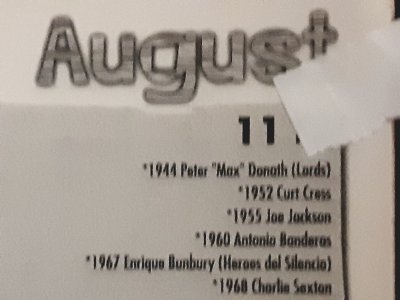 August
11
*1944 Peter "Max" Donath (Lords)
*1952 Curt Cress
*1955 Joe Jackson
*1960 Antonio Banderas
*1967 Enrique Bunbury (Heroes del Silencio)
*1968 Charlie Sexton